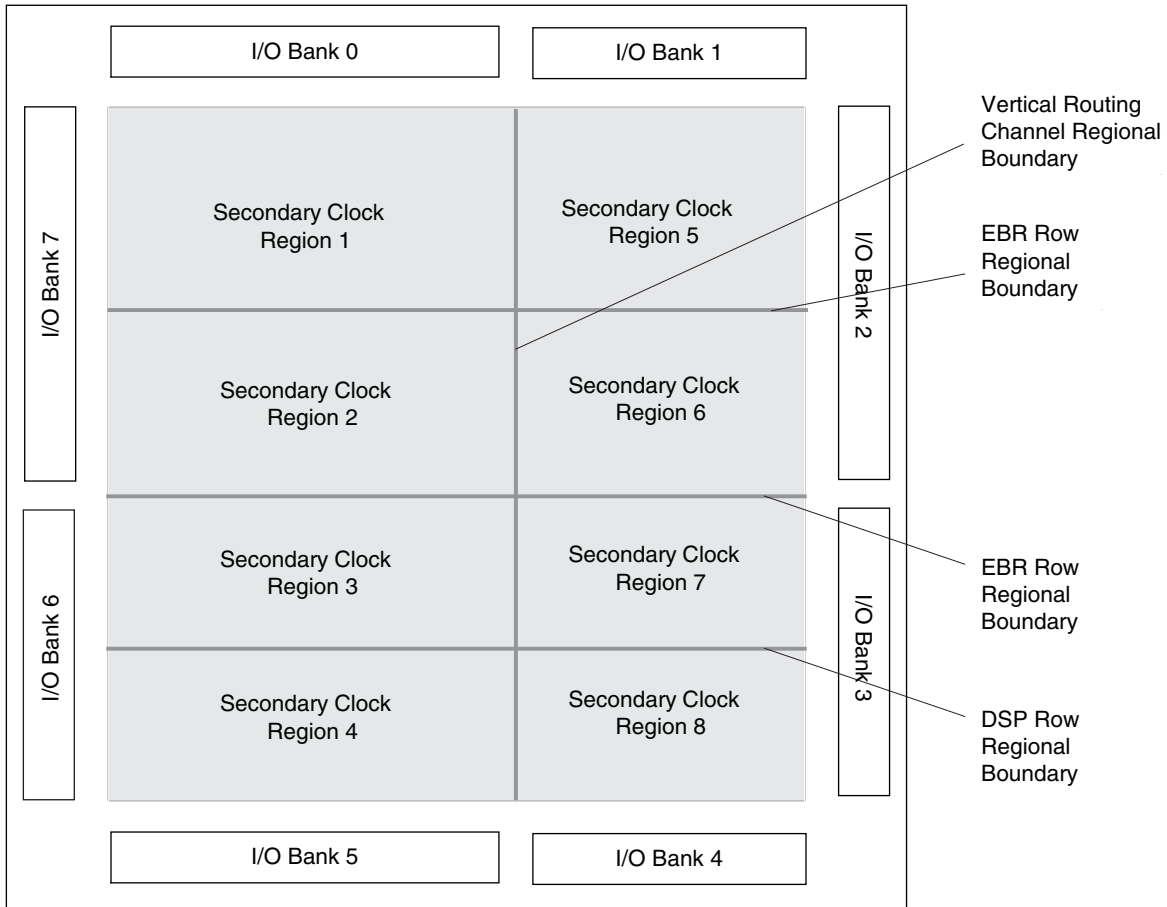 I/O Bank 0
I/O Bank 1
Vertical Routing
Channel Regional
Boundary
I/O Bank 7
Secondary Clock
Region 1
Secondary Clock
Region 5
I/O Bank 2
EBR Row
Regional
Boundary
Secondary Clock
Region 2
Secondary Clock
Region 6
I/O Bank 6
Secondary Clock
Region 3
Secondary Clock
Region 7
I/O Bank 3
EBR Row
Regional
Boundary
Secondary Clock
Region 4
Secondary Clock
Region 8
DSP Row
Regional
Boundary
I/O Bank 5
I/O Bank 4